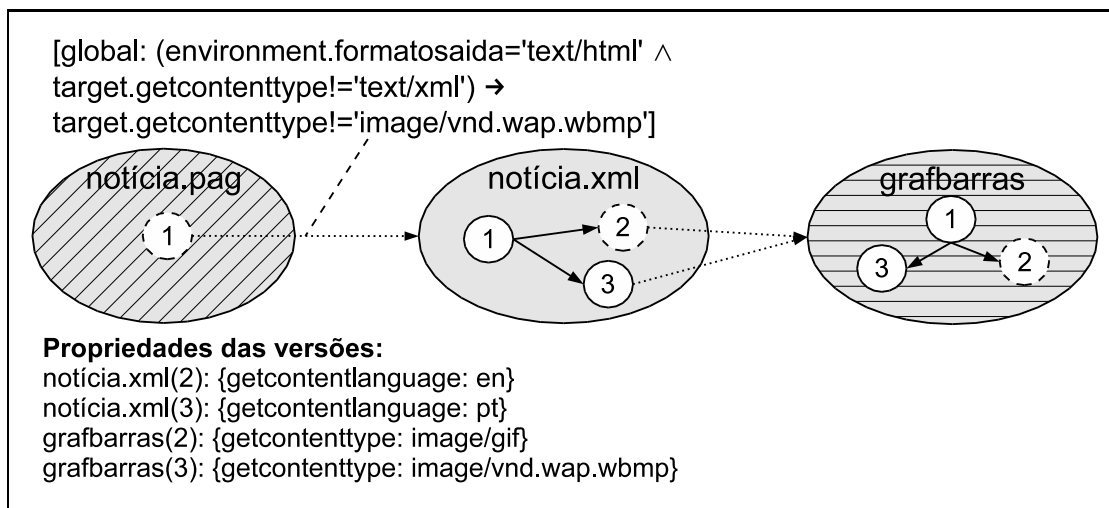 [global: (environment.formatosaida='text/html' ∧
target.getcontenttype!='text/xml') →
target.getcontenttype!='image/vnd.wap.wbmp']
notícia.pag
notícia.xml
grafbarras
1
1
2
3
1
3
2
Propriedades das versões:
notícia.xml(2): {getcontentlanguage: en}
notícia.xml(3): {getcontentlanguage: pt}
grafbarras(2): {getcontenttype: image/gif}
grafbarras(3): {getcontenttype: image/vnd.wap.wbmp}